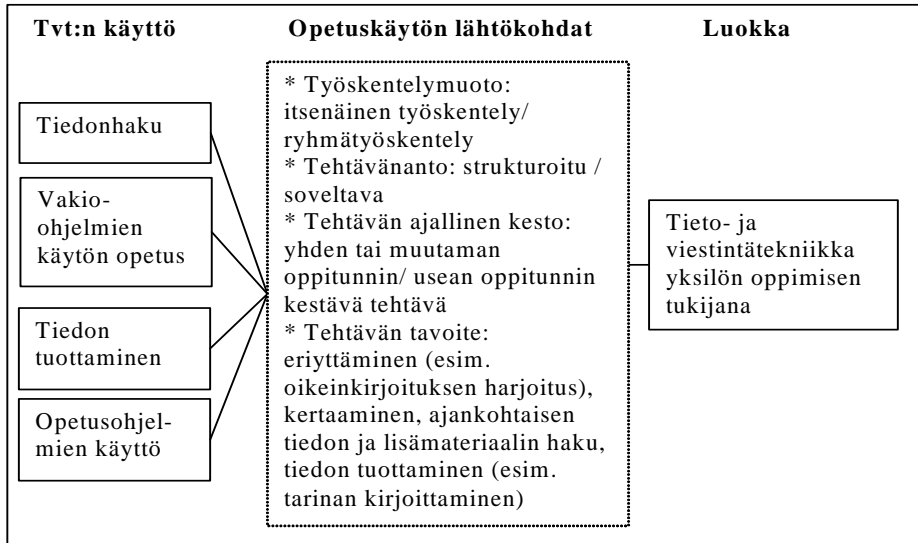 Tvt:n käyttö
Opetuskäytön lähtökohdat
Luokka
Tiedonhaku
Vakio-
ohjelmien
käytön opetus
Tiedon
tuottaminen
Opetusohjel-
mien käyttö
* Työskentelymuoto:
itsenäinen työskentely/
ryhmätyöskentely
* Tehtävänanto: strukturoitu /
soveltava
* Tehtävän ajallinen kesto:
yhden tai muutaman
oppitunnin/ usean oppitunnin
kestävä tehtävä
* Tehtävän tavoite:
eriyttäminen (esim.
oikeinkirjoituksen harjoitus),
kertaaminen, ajankohtaisen
tiedon ja lisämateriaalin haku,
tiedon tuottaminen (esim.
tarinan kirjoittaminen)
Tieto- ja
viestintätekniikka
yksilön oppimisen
tukijana